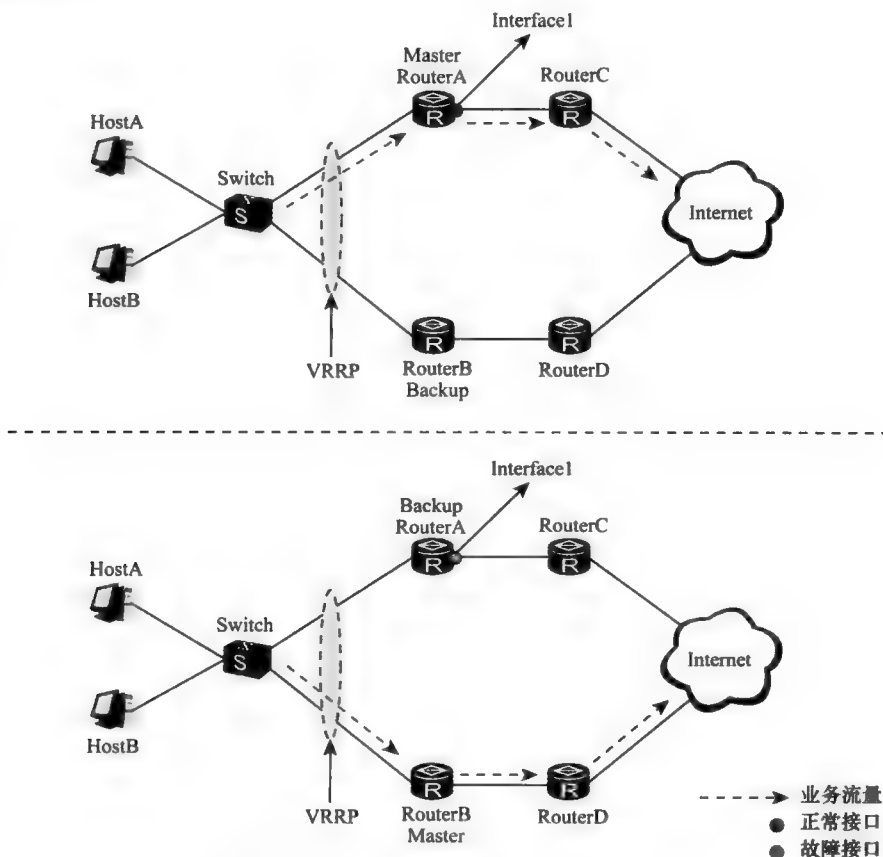 Interface1
Master
RouterA
RouterC
HostA
Switch
S
R
R
Internet
HostB
R
R
VRRP
RouterB
Backup
RouterD
Interface1
Backup
RouterA
RouterC
HostA
Switch
S
R
R
Internet
HostB
R
R
VRRP
RouterB
Master
RouterD
业务流量
正常接口
故障接口